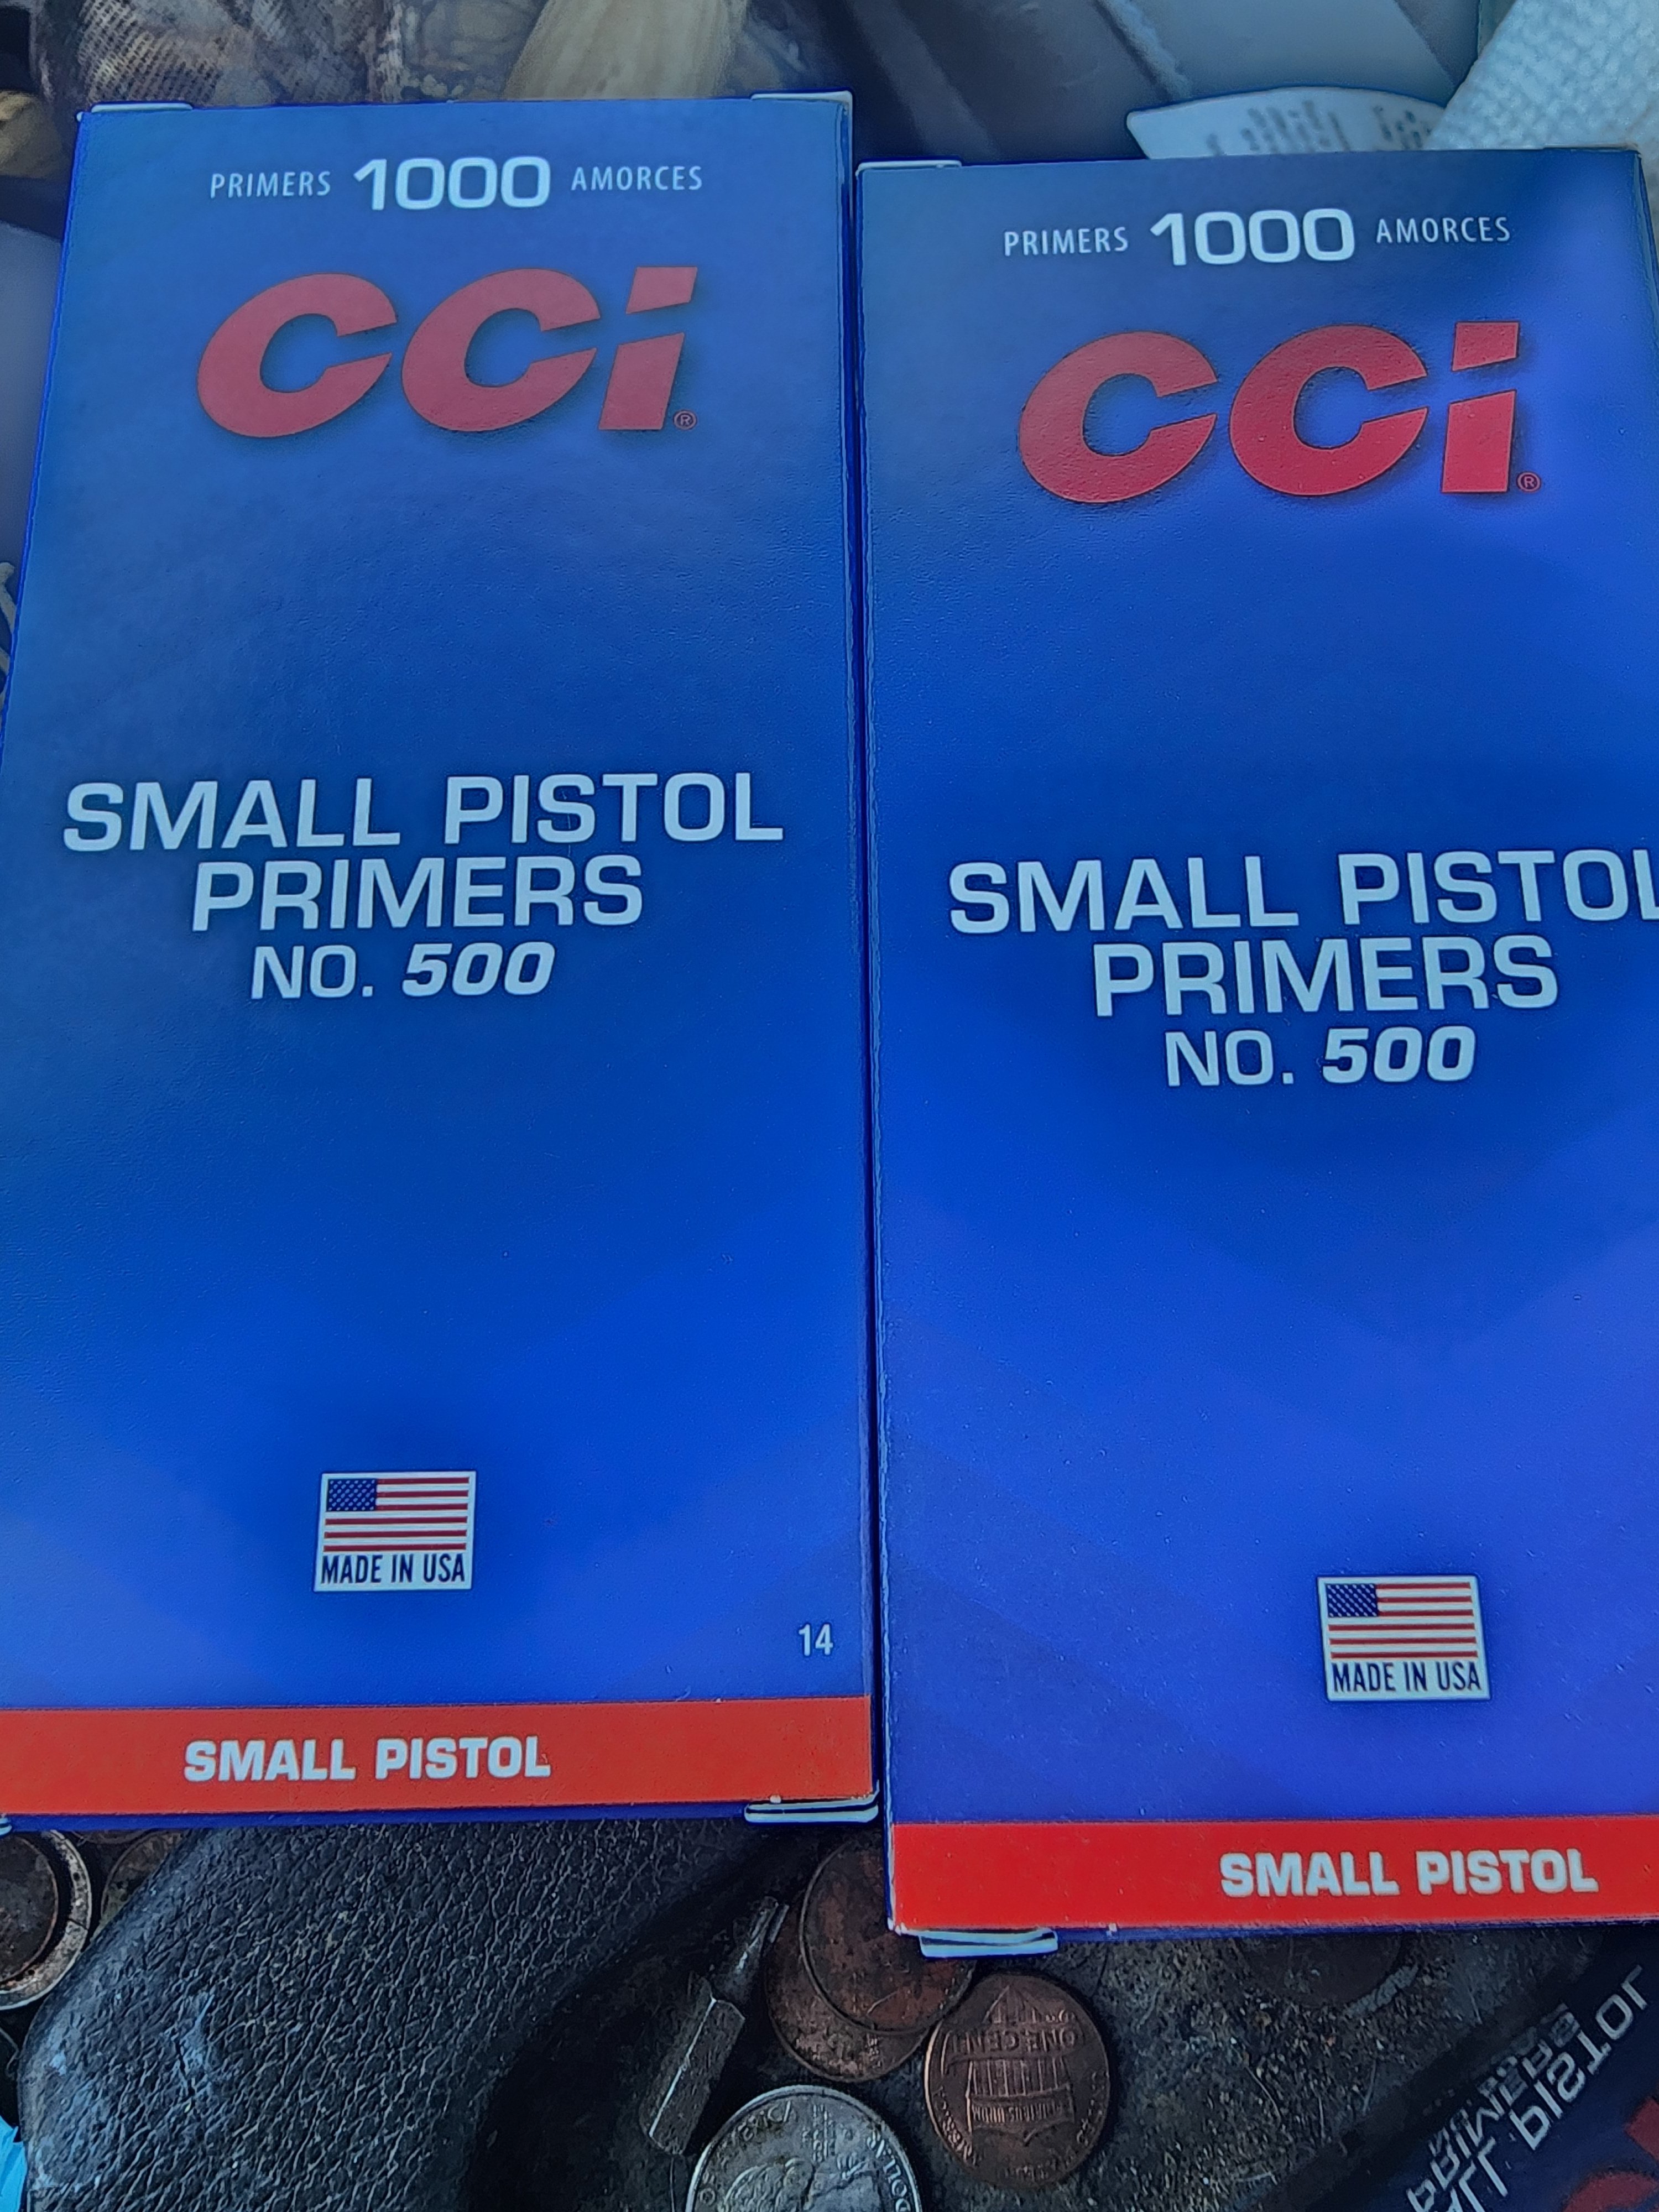 PRIMERS 1000 AMORCES
CCI®
SMALL PISTOL
PRIMERS
NO. 500
MADE IN USA
14
SMALL PISTOL
PRIMERS 1000 AMORCES
CCI®
SMALL PISTOL
PRIMERS
NO. 500
MADE IN USA
SMALL PISTOL
ONE CENT
PISTOL